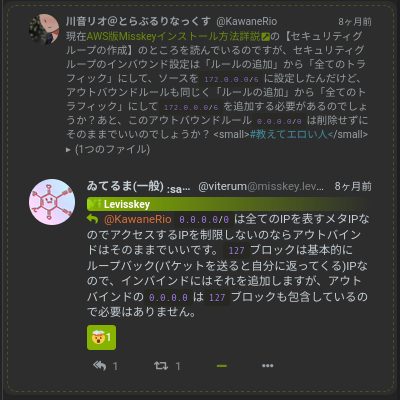 川音リオ@とらぶるりなっくす @KawaneRio 8ヶ月前
現在AWS版Misskeyインストール方法詳説の【セキュリティグ
ループの作成】のところを読んでいるのですが、セキュリティグ
ループのインバウンド設定は「ルールの追加」から「全てのトラ
フィック」にして、ソースを 172.0.0.0/6 に設定したんだけど、
アウトバウンドルールも同じく「ルールの追加」から「全てのト
ラフィック」にして 172.0.0.0/6 を追加する必要があるのでしょ
うか？あと、このアウトバウンドルール 0.0.0.0/0 は削除せずに
そのままでいいのでしょうか？ <small>#教えてエロい人</small>
▸ (1つのファイル)
ゐてるま(一般) :sa... @viterum@misskey.lev... 8ヶ月前
Levisskey
@KawaneRio 0.0.0.0/0 は全てのIPを表すメタIPな
のでアクセスするIPを制限しないのならアウトバイン
ドはそのままでいいです。 127 ブロックは基本的に
ループバック(パケットを送ると自分に返ってくる)IPな
ので、インバインドにはそれを追加しますが、アウト
バインドの 0.0.0.0 は 127 ブロックも包含しているの
で必要はありません。
🤯1
1 1